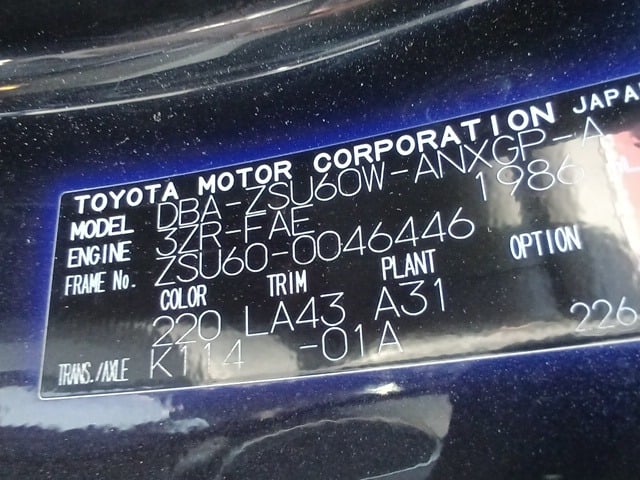 TOYOTA MOTOR CORPORATION JAPAN
MODEL DBA-ZSU60W-ANXGP-A
ENGINE 3ZR-FAE 1986
FRAME No. ZSU60-0046446
COLOR TRIM PLANT OPTION
220 LA43 A31
TRANS./AXLE K114 -01A 226